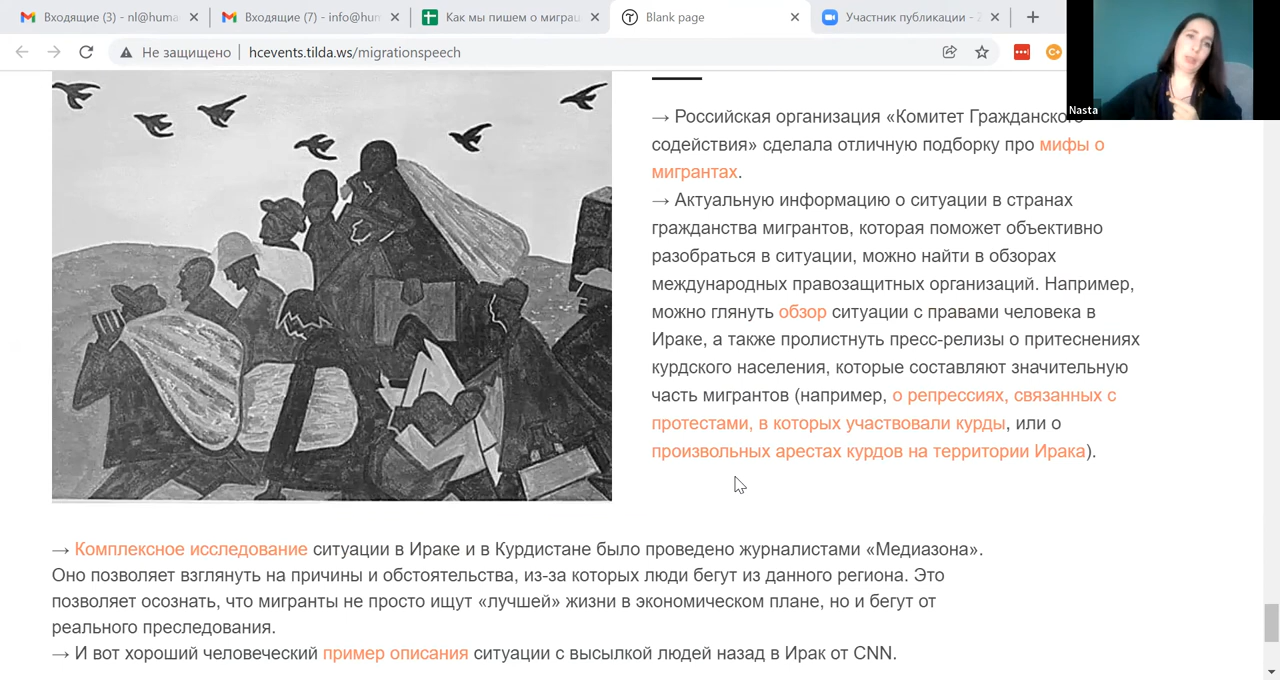 Входящие (3) - nl@huma
Входящие (7) - info@hum
Как мы пишем о миграц
Blank page
Участник публикации -
Не защищено
hcevents.tilda.ws/migrationspeech
Nasta
→ Российская организация «Комитет Гражданского
содействия» сделала отличную подборку про мифы о
мигрантах.
→ Актуальную информацию о ситуации в странах
гражданства мигрантов, которая поможет объективно
разобраться в ситуации, можно найти в обзорах
международных правозащитных организаций. Например,
можно глянуть обзор ситуации с правами человека в
Ираке, а также пролистнуть пресс-релизы о притеснениях
курдского населения, которые составляют значительную
часть мигрантов (например, о репрессиях, связанных с
протестами, в которых участвовали курды, или о
произвольных арестах курдов на территории Ирака).
→ Комплексное исследование ситуации в Ираке и в Курдистане было проведено журналистами «Медиазона».
Оно позволяет взглянуть на причины и обстоятельства, из-за которых люди бегут из данного региона. Это
позволяет осознать, что мигранты не просто ищут «лучшей» жизни в экономическом плане, но и бегут от
реального преследования.
→ И вот хороший человеческий пример описания ситуации с высылкой людей назад в Ирак от CNN.